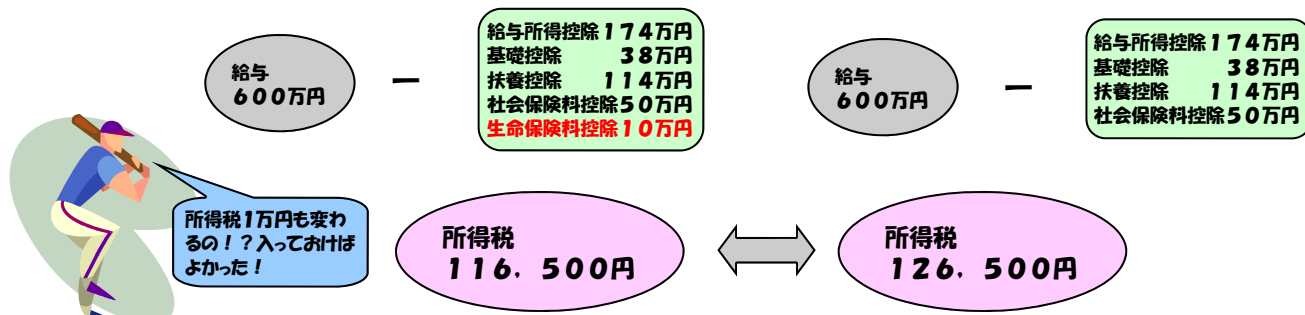 給与
600万円
－
給与所得控除174万円
基礎控除 38万円
扶養控除 114万円
社会保険料控除50万円
生命保険料控除10万円
給与
600万円
－
給与所得控除174万円
基礎控除 38万円
扶養控除 114万円
社会保険料控除50万円
所得税1万円も変わ
るの！？入っておけば
よかった！
所得税
116，500円
所得税
126，500円